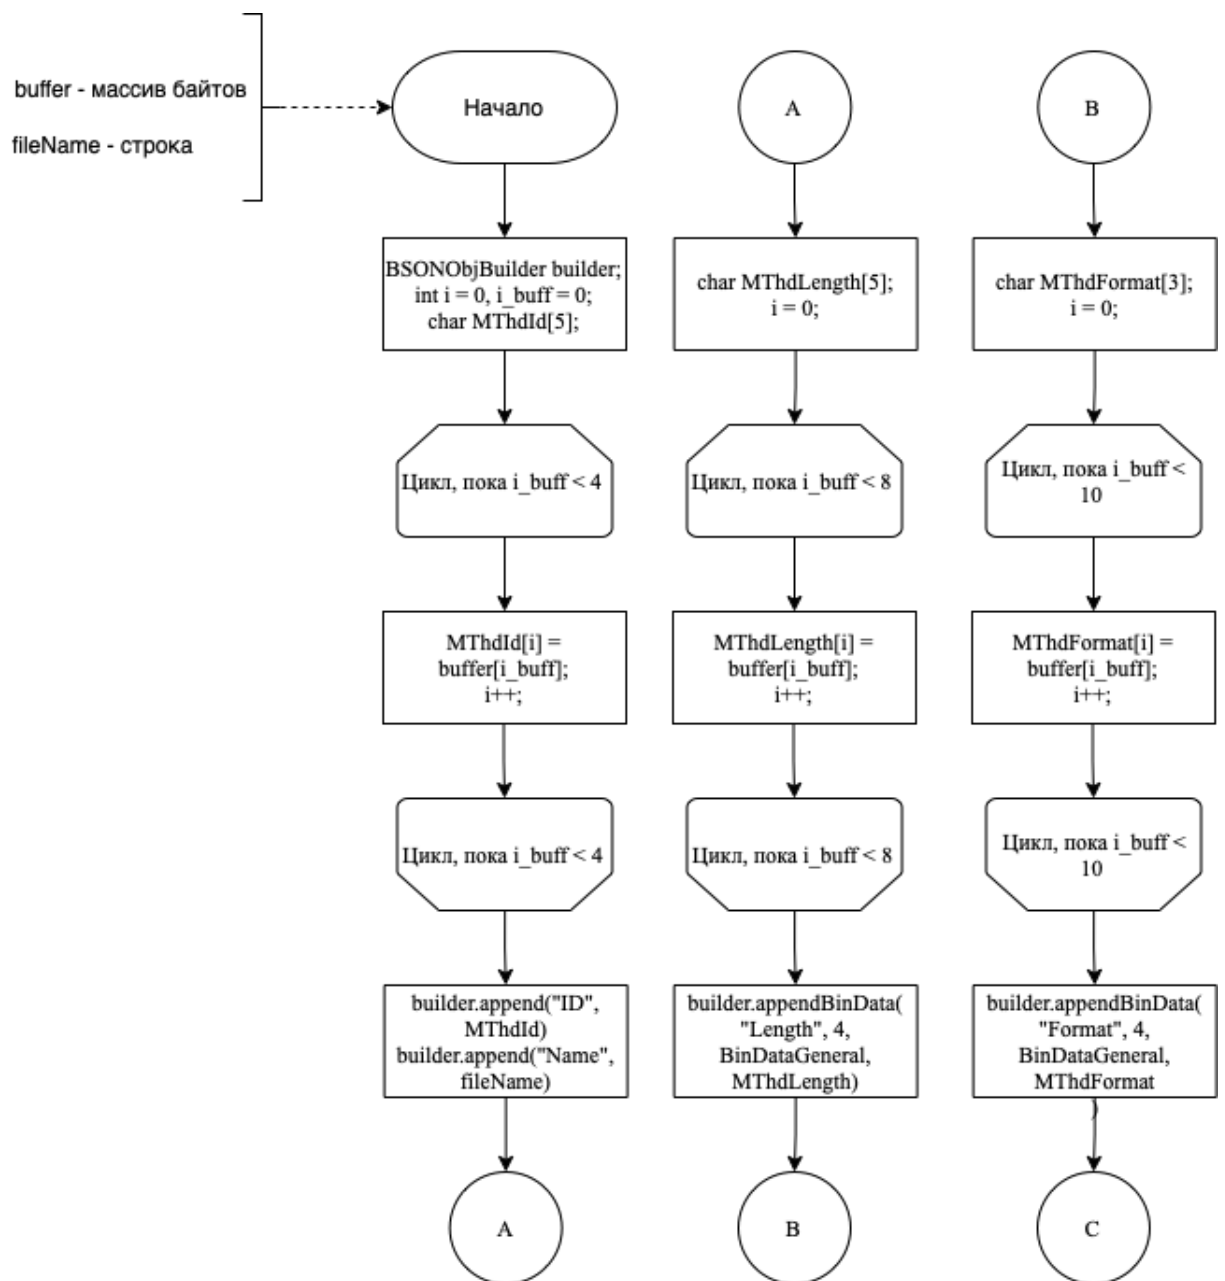 buffer - массив байтов
fileName - строка
Начало
BSONObjBuilder builder;
int i = 0, i_buff = 0;
char MThdId[5];
Цикл, пока i_buff < 4
MThdId[i] =
buffer[i_buff];
i++;
Цикл, пока i_buff < 4
builder.append("ID",
MThdId)
builder.append("Name",
fileName)
A
A
char MThdLength[5];
i = 0;
Цикл, пока i_buff < 8
MThdLength[i] =
buffer[i_buff];
i++;
Цикл, пока i_buff < 8
builder.appendBinData(
"Length", 4,
BinDataGeneral,
MThdLength)
B
B
char MThdFormat[3];
i = 0;
Цикл, пока i_buff <
10
MThdFormat[i] =
buffer[i_buff];
i++;
Цикл, пока i_buff <
10
builder.appendBinData(
"Format", 4,
BinDataGeneral,
MThdFormat
)
C